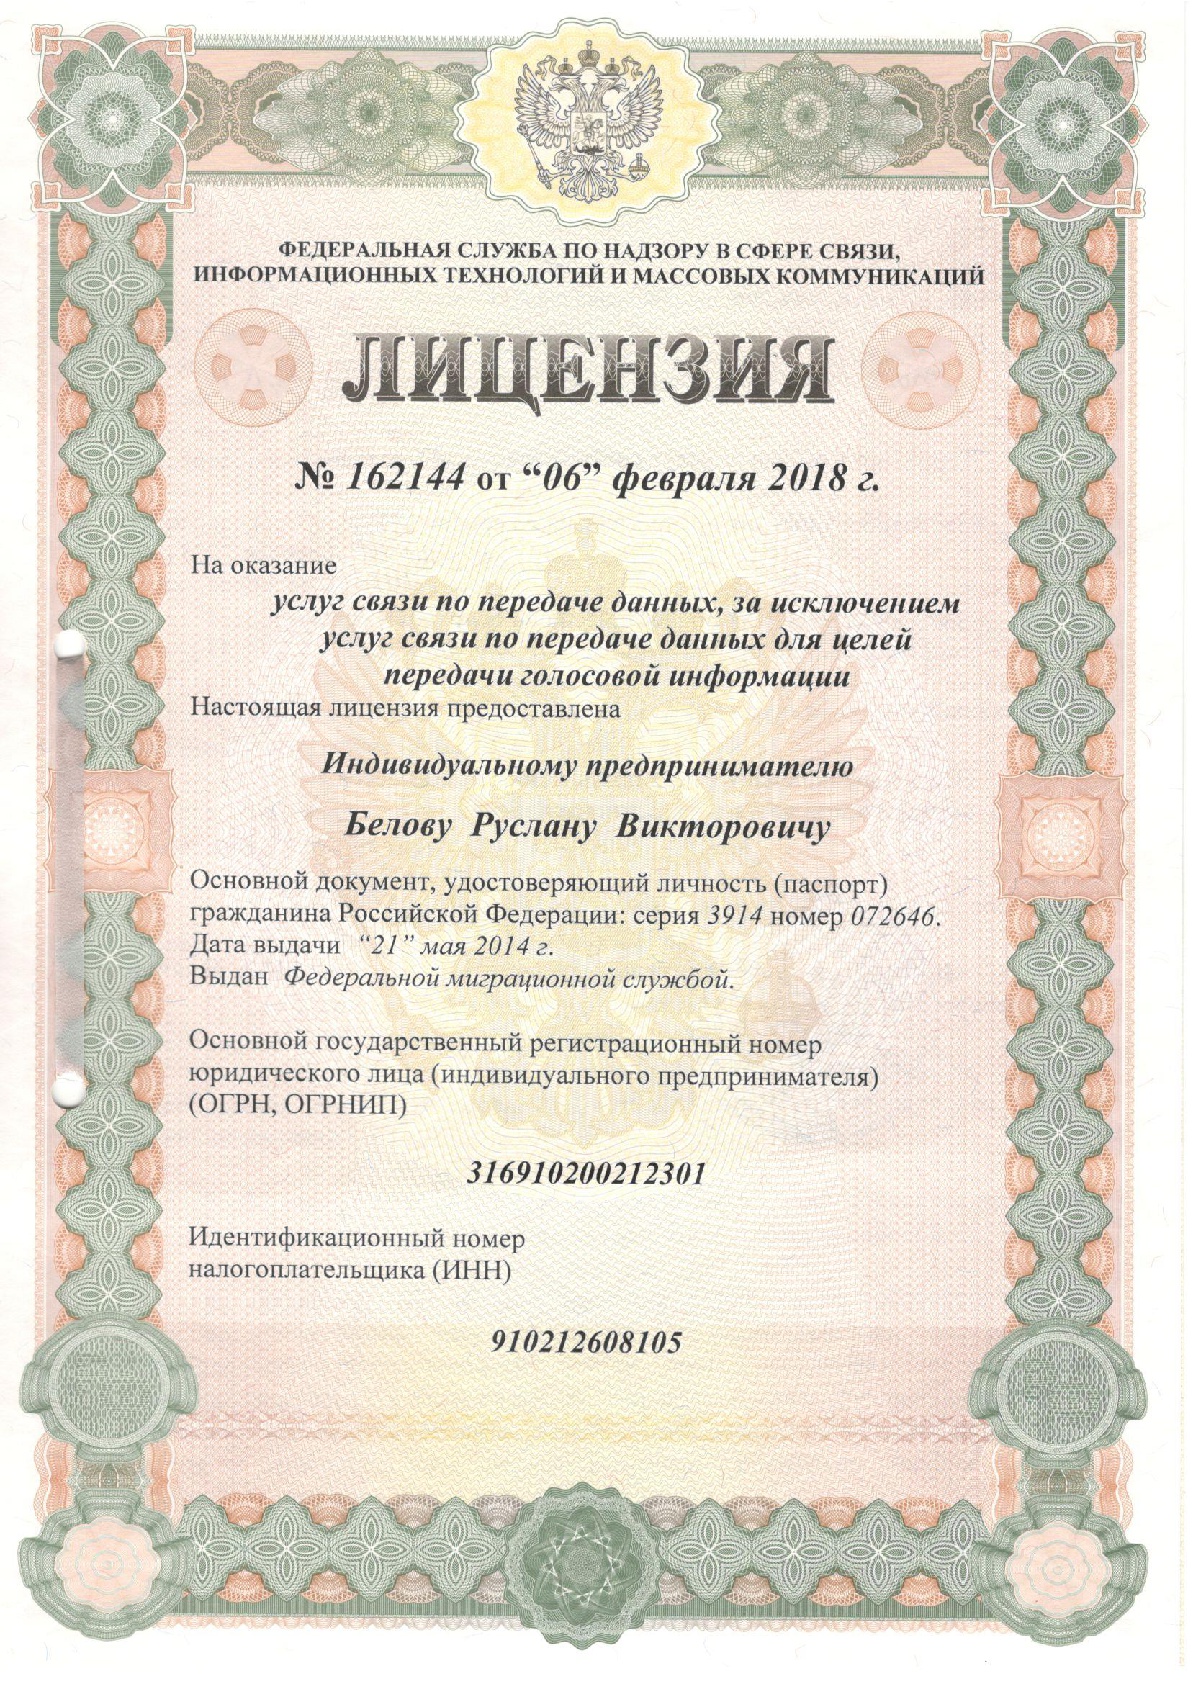 ФЕДЕРАЛЬНАЯ СЛУЖБА ПО НАДЗОРУ В СФЕРЕ СВЯЗИ,
ИНФОРМАЦИОННЫХ ТЕХНОЛОГИЙ И МАССОВЫХ КОММУНИКАЦИЙ
ЛИЦЕНЗИЯ
№ 162144 от “06” февраля 2018 г.
На оказание
услуг связи по передаче данных, за исключением
услуг связи по передаче данных для целей
передачи голосовой информации
Настоящая лицензия предоставлена
Индивидуальному предпринимателю
Белову Руслану Викторовичу
Основной документ, удостоверяющий личность (паспорт)
гражданина Российской Федерации: серия 3914 номер 072646.
Дата выдачи “21” мая 2014 г.
Выдан Федеральной миграционной службой.
Основной государственный регистрационный номер
юридического лица (индивидуального предпринимателя)
(ОГРН, ОГРНИП)
316910200212301
Идентификационный номер
налогоплательщика (ИНН)
910212608105